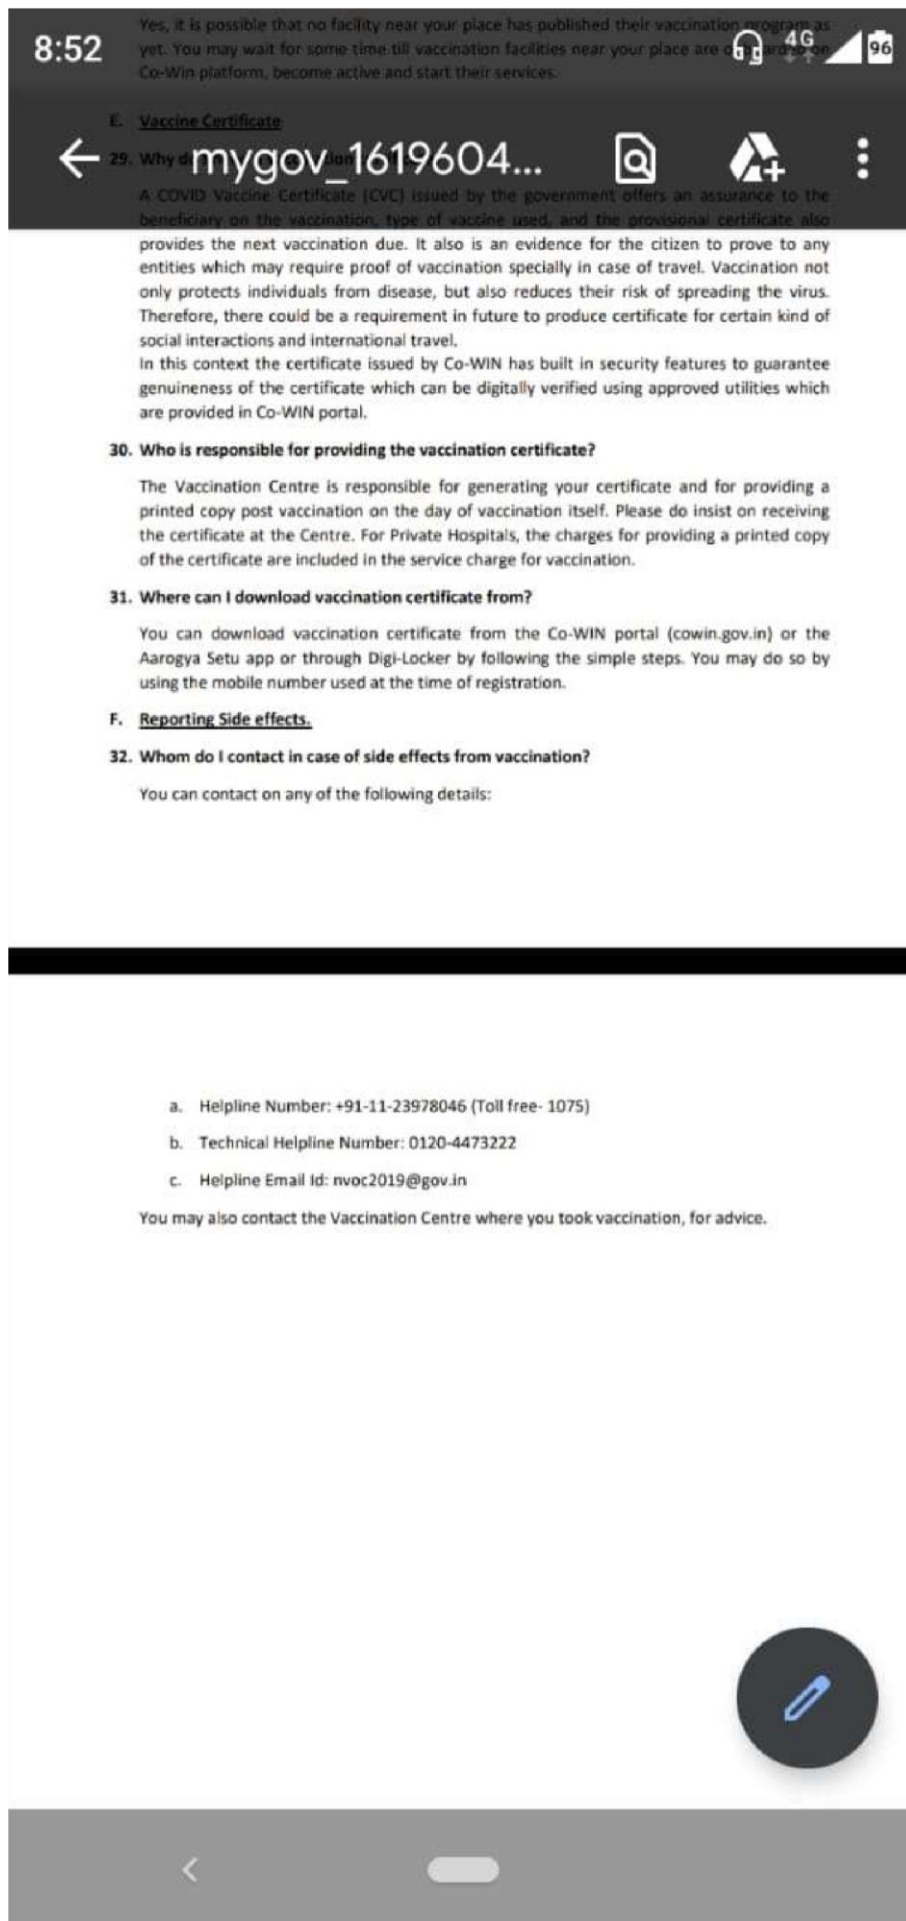 Yes, it is possible that no facility near your place has published their vaccination program as
8:52
yet. You may wait for some time till vaccination facilities near your place are
4G
96
Co-Win platform, become active and start their services.
E. Vaccine Certificate
29. Why
mygov_1619604...
A COVID Vaccine Certificate (CVC) issued by the government offers an assurance to the
beneficiary on the vaccination, type of vaccine used, and the provisional certificate also
provides the next vaccination due. It also is an evidence for the citizen to prove to any
entities which may require proof of vaccination specially in case of travel. Vaccination not
only protects individuals from disease, but also reduces their risk of spreading the virus.
Therefore, there could be a requirement in future to produce certificate for certain kind of
social interactions and international travel.
In this context the certificate issued by Co-WIN has built in security features to guarantee
genuineness of the certificate which can be digitally verified using approved utilities which
are provided in Co-WIN portal.
30. Who is responsible for providing the vaccination certificate?
The Vaccination Centre is responsible for generating your certificate and for providing a
printed copy post vaccination on the day of vaccination itself. Please do insist on receiving
the certificate at the Centre. For Private Hospitals, the charges for providing a printed copy
of the certificate are included in the service charge for vaccination.
31. Where can I download vaccination certificate from?
You can download vaccination certificate from the Co-WIN portal (cowin.gov.in) or the
Aarogya Setu app or through Digi-Locker by following the simple steps. You may do so by
using the mobile number used at the time of registration.
F. Reporting Side effects.
32. Whom do I contact in case of side effects from vaccination?
You can contact on any of the following details:
a. Helpline Number: +91-11-23978046 (Toll free- 1075)
b. Technical Helpline Number: 0120-4473222
c. Helpline Email Id: nvoc2019@gov.in
You may also contact the Vaccination Centre where you took vaccination, for advice.